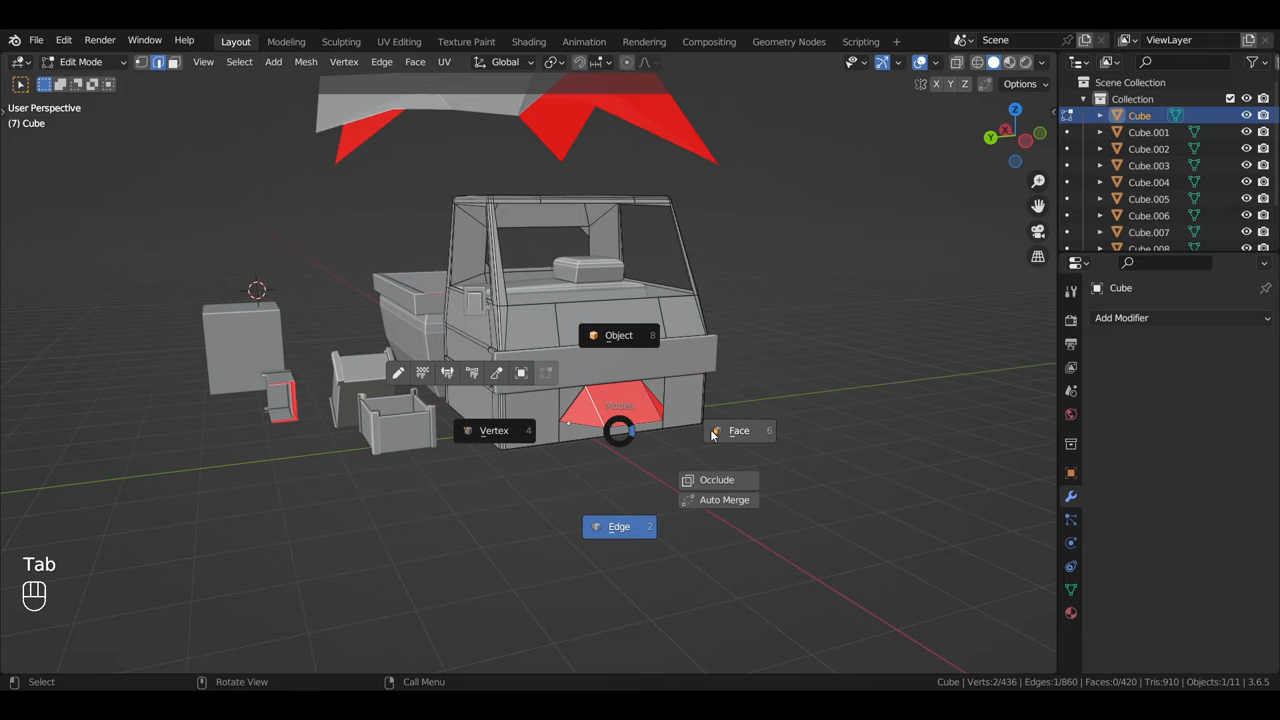 File Edit Render Window Help Layout Modeling Sculpting UV Editing Texture Paint Shading Animation Rendering Compositing Geometry Nodes Scripting + Scene ViewLayer
Edit Mode View Select Add Mesh Vertex Edge Face UV Global
X Y Z Options
User Perspective
(7) Cube
Z
X
Y
Scene Collection
Collection
Cube
Cube.001
Cube.002
Cube.003
Cube.004
Cube.005
Cube.006
Cube.007
Cube.008
Cube
Add Modifier
Object 8
Modes
Vertex 4
Face 6
Occlude
Auto Merge
Edge 2
Tab
Select Rotate View Call Menu Cube | Verts:2/436 | Edges:1/860 | Faces:0/420 | Tris:910 | Objects:1/11 | 3.6.5